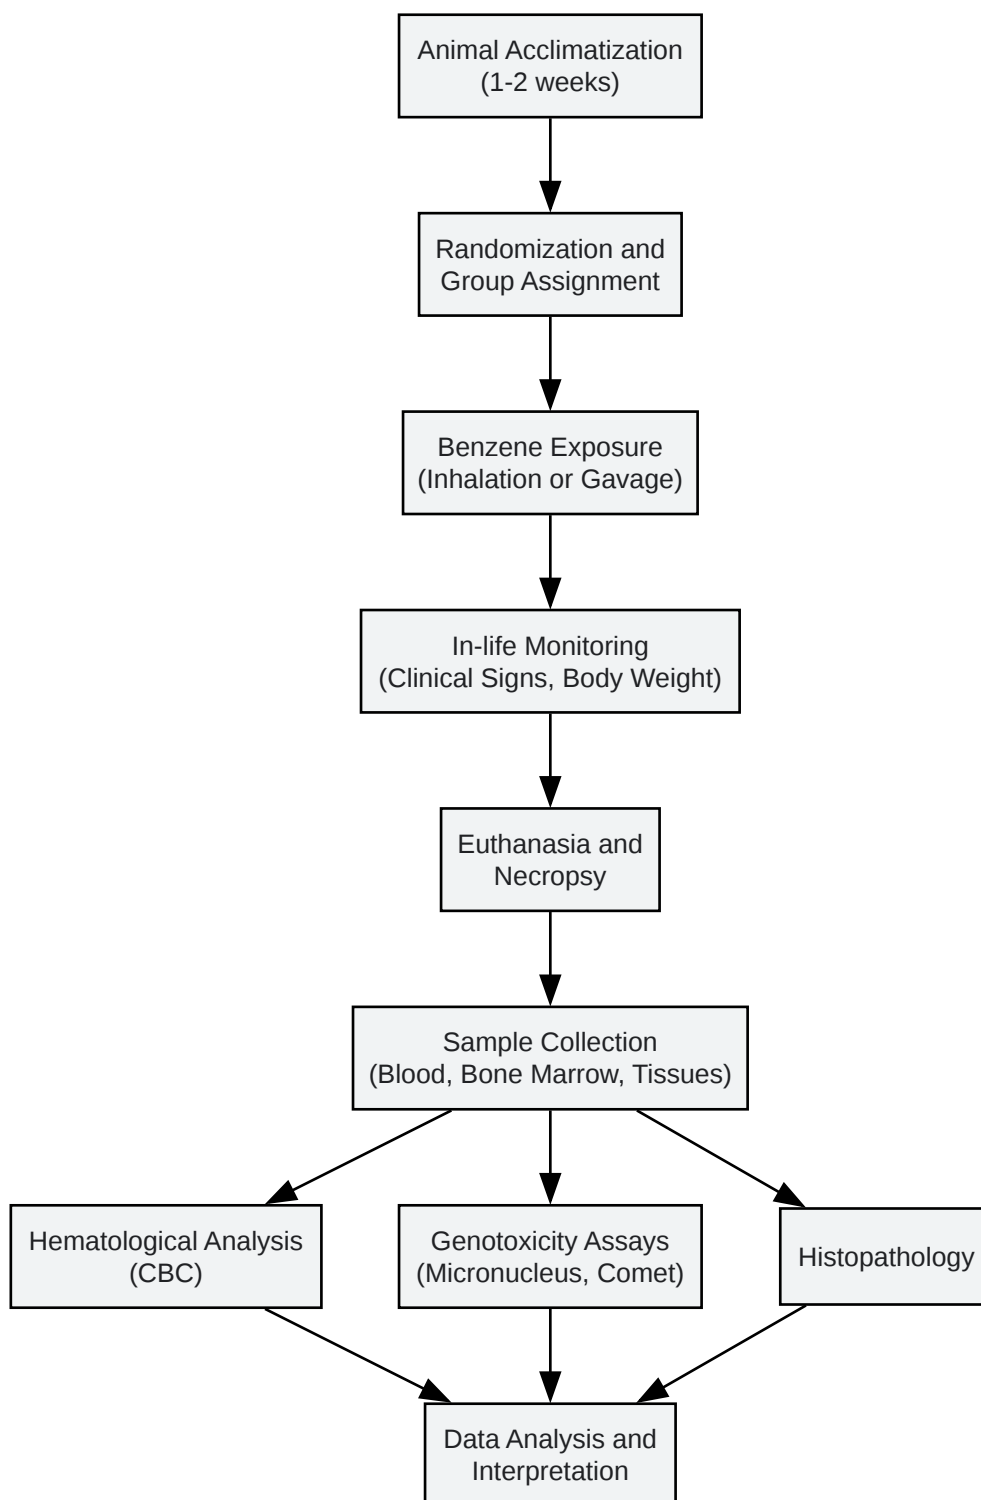 Animal Acclimatization
(1-2 weeks)
Randomization and
Group Assignment
Benzene Exposure
(Inhalation or Gavage)
In-life Monitoring
(Clinical Signs, Body Weight)
Euthanasia and
Necropsy
Sample Collection
(Blood, Bone Marrow, Tissues)
Hematological Analysis
(CBC)
Genotoxicity Assays
(Micronucleus, Comet)
Histopathology
Data Analysis and
Interpretation